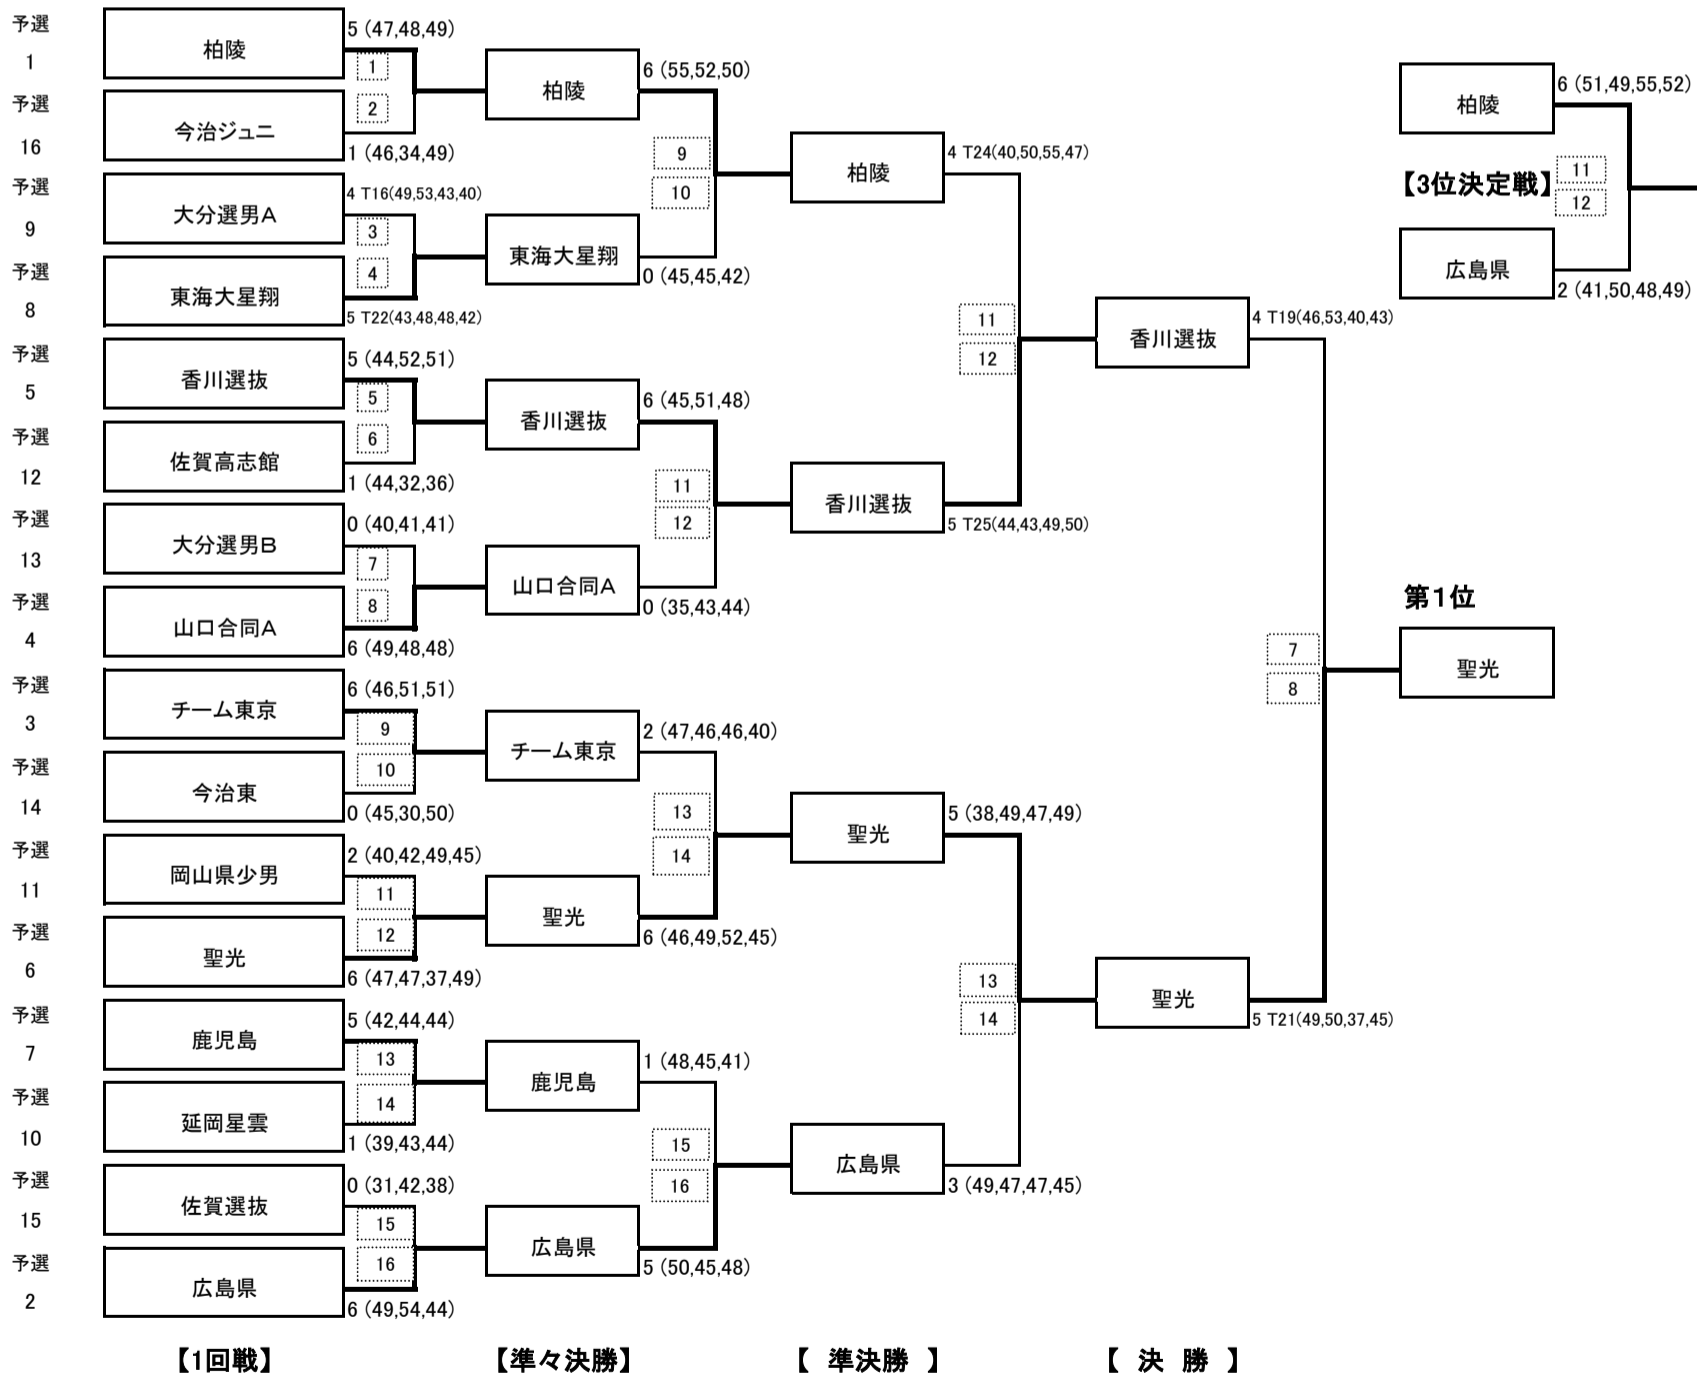 予選
1
柏陵
5 (47,48,49)
1
2
予選
16
今治ジュニ
1 (46,34,49)
予選
9
大分選男A
4 T16(49,53,43,40)
3
4
予選
8
東海大星翔
5 T22(43,48,48,42)
予選
5
香川選抜
5 (44,52,51)
5
6
予選
12
佐賀高志館
1 (44,32,36)
予選
13
大分選男B
0 (40,41,41)
7
8
予選
4
山口合同A
6 (49,48,48)
予選
3
チーム東京
6 (46,51,51)
9
10
予選
14
今治東
0 (45,30,50)
予選
11
岡山県少男
2 (40,42,49,45)
11
12
予選
6
聖光
6 (47,47,37,49)
予選
7
鹿児島
5 (42,44,44)
13
14
予選
10
延岡星雲
1 (39,43,44)
予選
15
佐賀選抜
0 (31,42,38)
15
16
予選
2
広島県
6 (49,54,44)
【1回戦】
柏陵
6 (55,52,50)
9
10
東海大星翔
0 (45,45,42)
香川選抜
6 (45,51,48)
11
12
山口合同A
0 (35,43,44)
チーム東京
2 (47,46,46,40)
13
14
聖光
6 (46,49,52,45)
鹿児島
1 (48,45,41)
15
16
広島県
5 (50,45,48)
【準々決勝】
柏陵
4 T24(40,50,55,47)
11
12
香川選抜
5 T25(44,43,49,50)
聖光
5 (38,49,47,49)
13
14
広島県
3 (49,47,47,45)
【 準決勝 】
香川選抜
4 T19(46,53,40,43)
7
8
聖光
5 T21(49,50,37,45)
【 決 勝 】
柏陵
6 (51,49,55,52)
【3位決定戦】
11
12
広島県
2 (41,50,48,49)
第1位
聖光